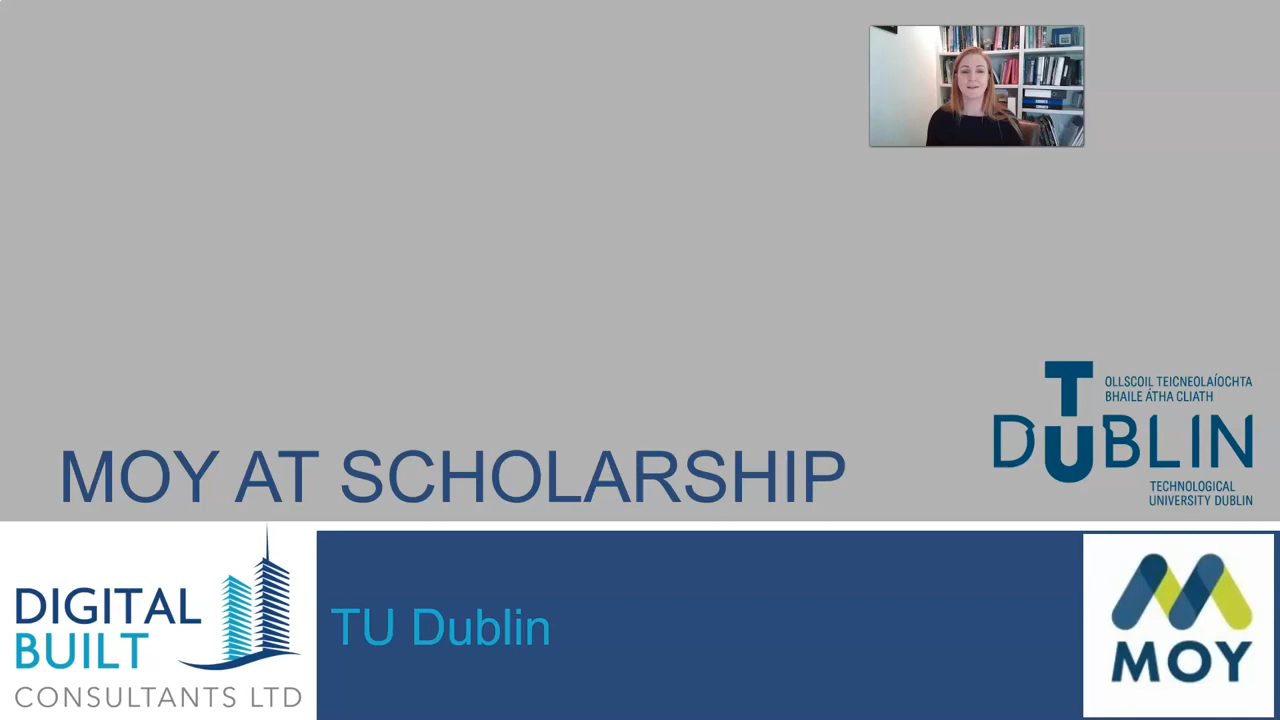 OLLSCOIL TEICNEOLAÍOCHTA
BHAILE ÁTHA CLIATH
TU
DUBLIN
TECHNOLOGICAL
UNIVERSITY DUBLIN
MOY AT SCHOLARSHIP
DIGITAL
BUILT
CONSULTANTS LTD
TU Dublin
MOY